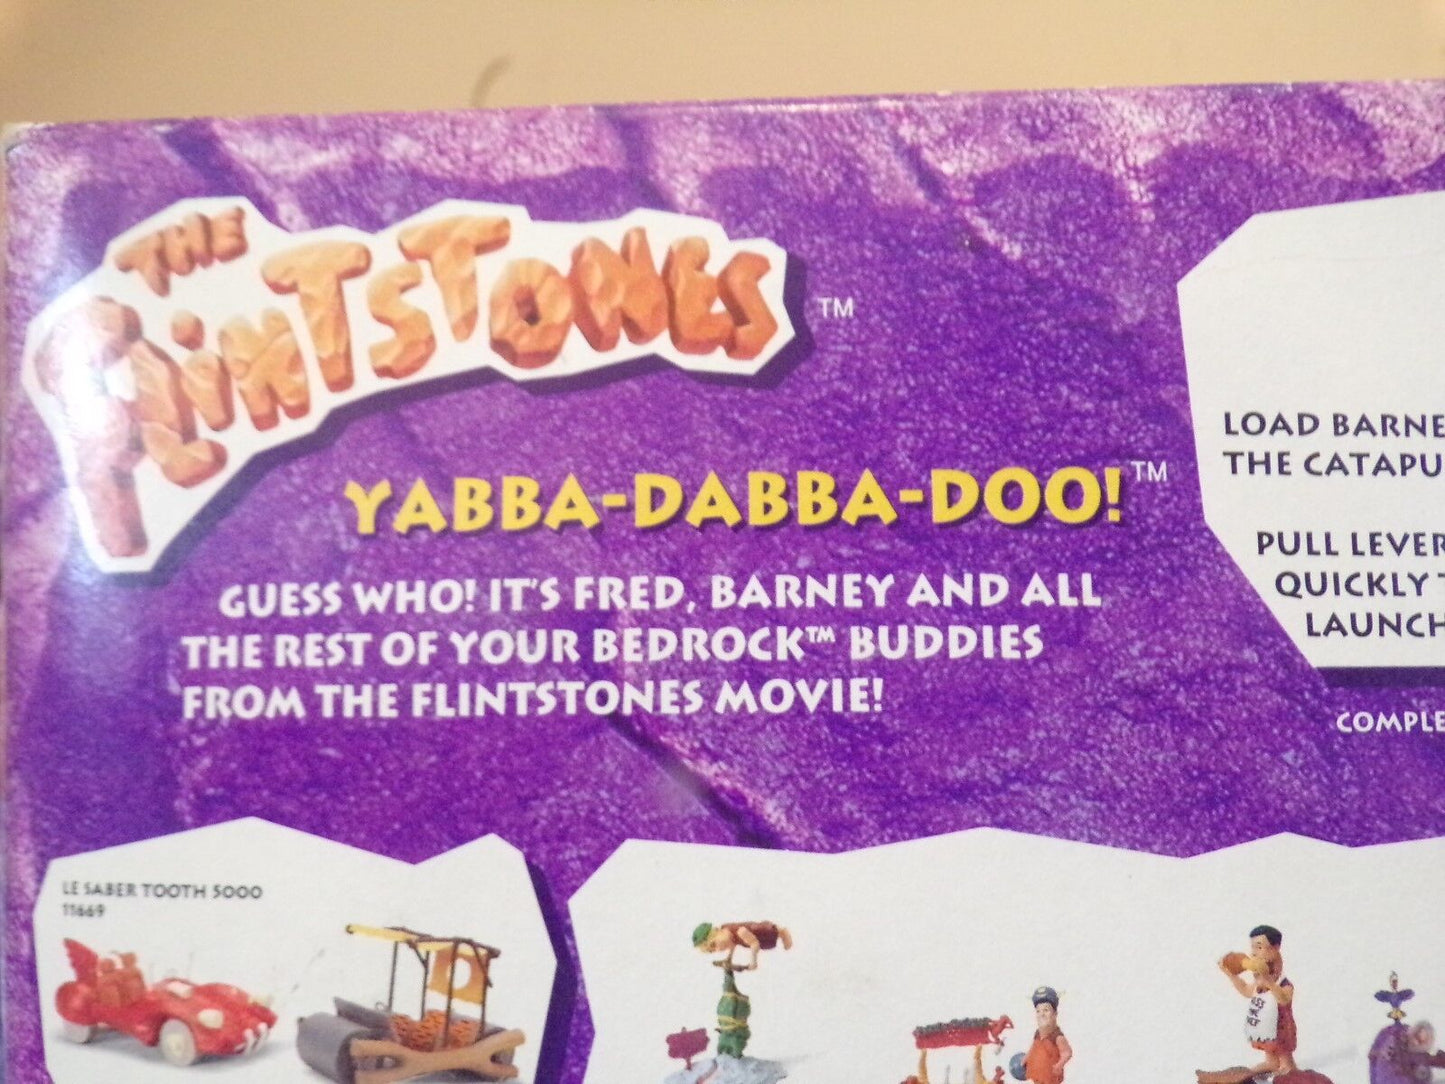 THE
FLINTSTONES
™
YABBA-DABBA-DOO!™
GUESS WHO! IT'S FRED, BARNEY AND ALL
THE REST OF YOUR BEDROCK™ BUDDIES
FROM THE FLINTSTONES MOVIE!
LOAD BARNE
THE CATAPU
PULL LEVER
QUICKLY T
LAUNCH
COMPLE
LE SABER TOOTH 5000
11669